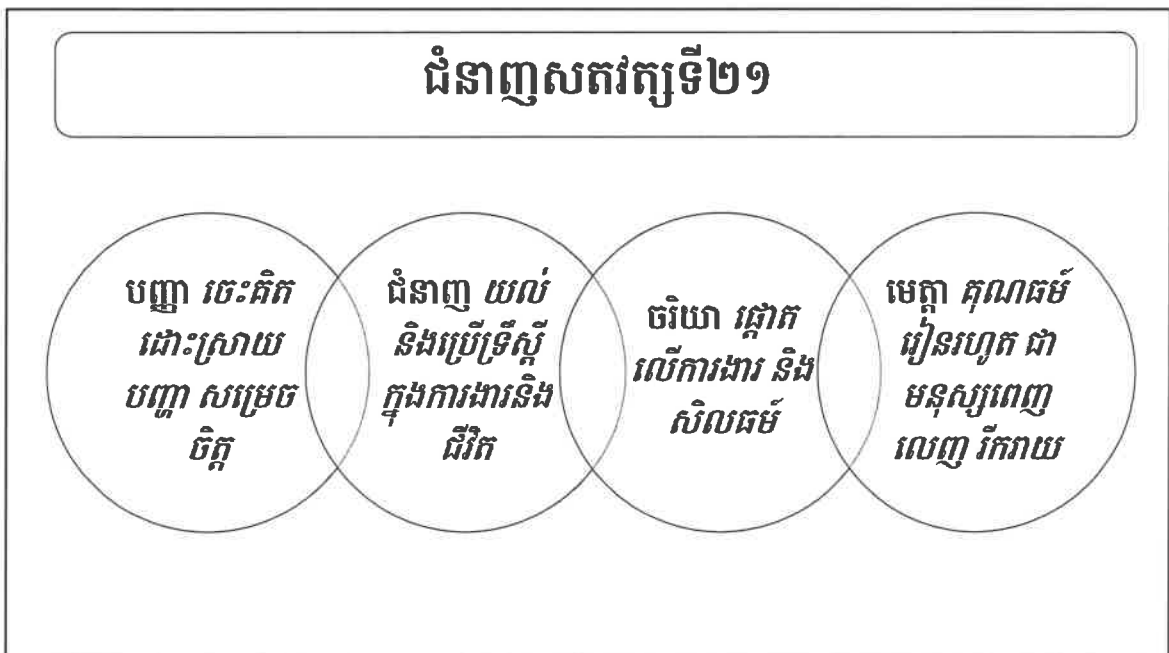 ជំនាញសតវត្សទី២១
បញ្ញា ចេះគិត
ដោះស្រាយ
បញ្ហា សម្រេច
ចិត្ត
ជំនាញ យល់
និងប្រើទ្រឹស្តី
ក្នុងការងារនិង
ជីវិត
ចរិយា ផ្តោត
លើការងារ និង
សិលធម៍
មេត្តា គុណធម៍
រៀនរហូត ជា
មនុស្សពេញ
លេញ រីករាយ